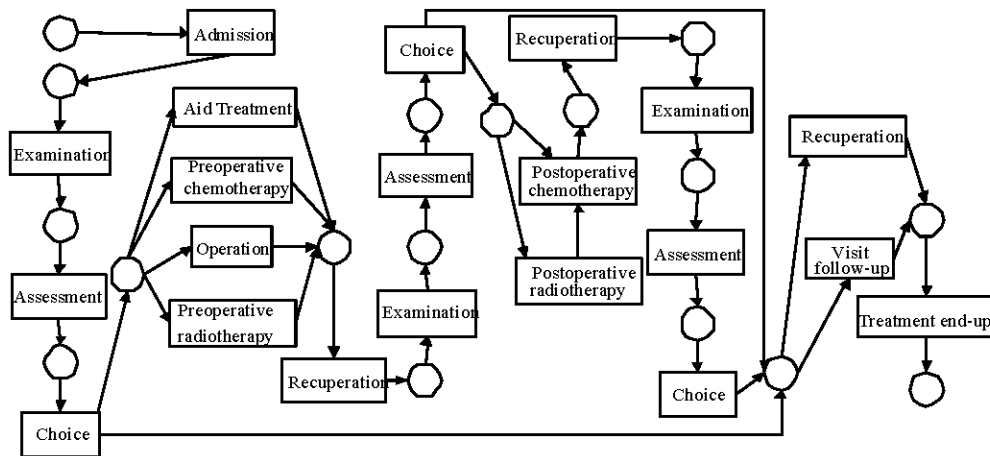 Admission
Examination
Assessment
Choice
Aid Treatment
Preoperative
chemotherapy
Operation
Preoperative
radiotherapy
Recuperation
Examination
Assessment
Choice
Recuperation
Postoperative
chemotherapy
Postoperative
radiotherapy
Examination
Assessment
Choice
Recuperation
Visit
follow-up
Treatment end-up